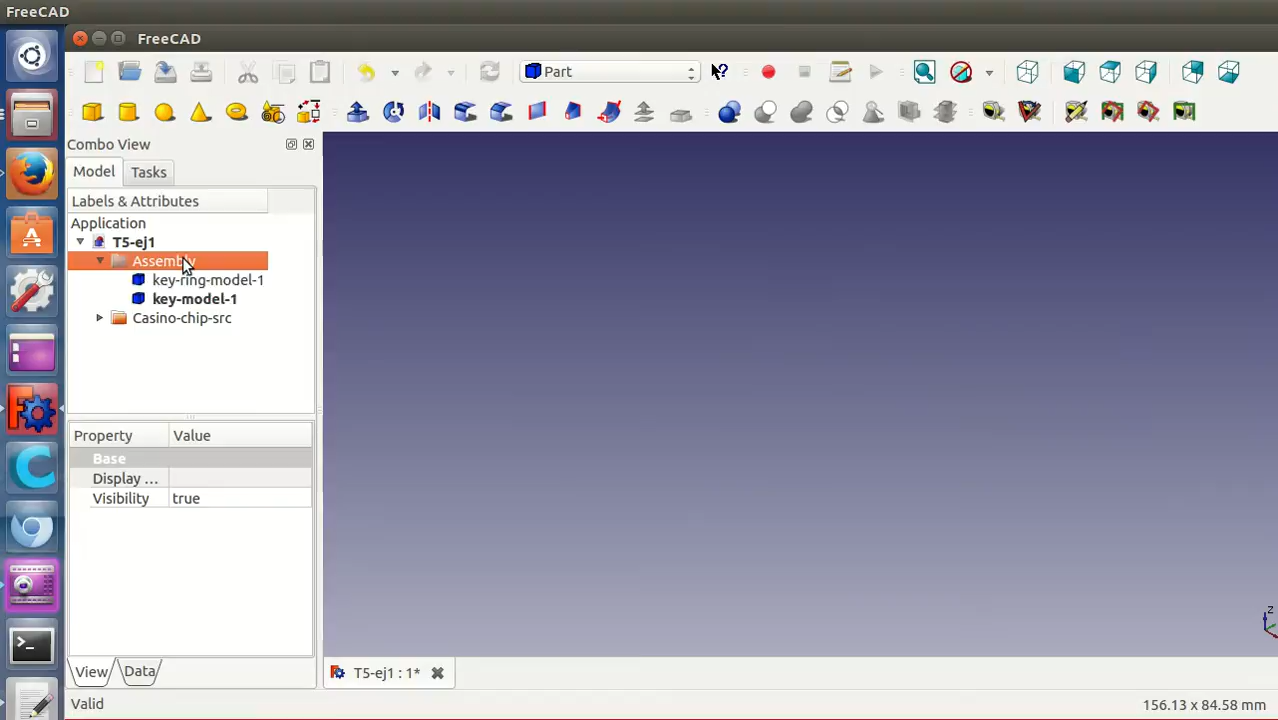 FreeCAD
FreeCAD
Part
Combo View
Model Tasks
Labels & Attributes
Application
T5-ej1
Assembly
key-ring-model-1
key-model-1
Casino-chip-src
Property Value
Base
Display ...
Visibility true
View Data
T5-ej1 : 1*
z
Valid 156.13 x 84.58 mm